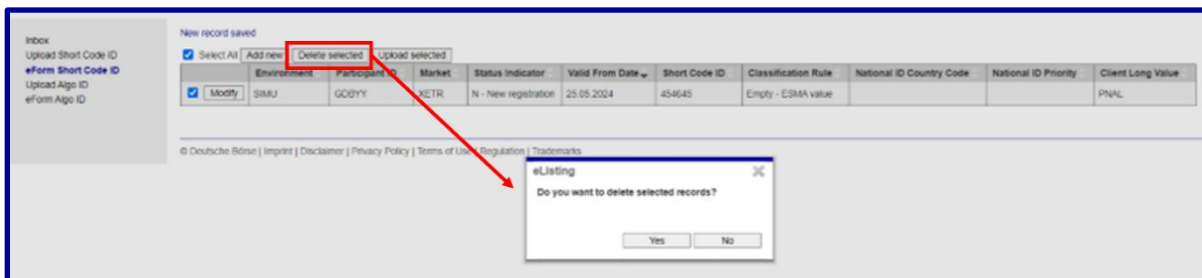 Inbox
Upload Short Code ID
eForm Short Code ID
Upload Algo ID
eForm Algo ID
New record saved
Select All Add new Delete selected Upload selected
Environment Participant ID Market Status Indicator Valid From Date Short Code ID Classification Rule National ID Country Code National ID Priority Client Long Value
Modify SIMU GDBYY XETR N - New registration 25.05.2024 454645 Empty - ESMA value PNAL
© Deutsche Börse | Imprint | Disclaimer | Privacy Policy | Terms of Use | Regulation | Trademarks
eListing
Do you want to delete selected records?
Yes No